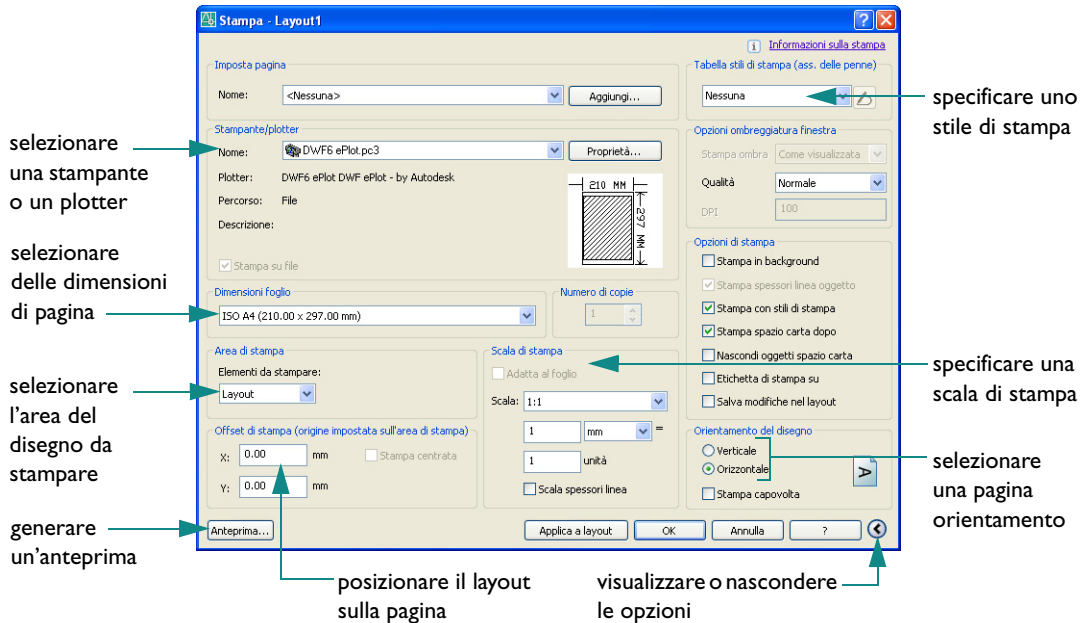 Stampa - Layout1
Informazioni sulla stampa
Imposta pagina
Nome: <Nessuna> Aggiungi...
Tabella stili di stampa (ass. delle penne)
Nessuna
specificare uno
stile di stampa
selezionare
una stampante
o un plotter
Stampante/plotter
Nome: DWF6 ePlot.pc3 Proprietà...
Plotter: DWF6 ePlot DWF ePlot - by Autodesk
Percorso: File
Descrizione:
210 MM
297 MM
Stampa su file
Opzioni ombreggiatura finestra
Stampa ombra Come visualizzata
Qualità Normale
DPI 100
selezionare
delle dimensioni
di pagina
Dimensioni foglio
ISO A4 (210.00 x 297.00 mm)
Numero di copie
1
Opzioni di stampa
Stampa in background
Stampa spessori linea oggetto
Stampa con stili di stampa
Stampa spazio carta dopo
Nascondi oggetti spazio carta
Etichetta di stampa su
Salva modifiche nel layout
selezionare
l'area del
disegno da
stampare
Area di stampa
Elementi da stampare:
Layout
Scala di stampa
Adatta al foglio
Scala: 1:1
1 mm =
1 unità
Scala spessori linea
specificare una
scala di stampa
Offset di stampa (origine impostata sull'area di stampa)
X: 0.00 mm Stampa centrata
Y: 0.00 mm
Orientamento del disegno
Verticale
Orizzontale
Stampa capovolta
A
selezionare
una pagina
orientamento
generare
un'anteprima
Anteprima... Applica a layout OK Annulla ?
posizionare il layout
sulla pagina
visualizzare o nascondere
le opzioni